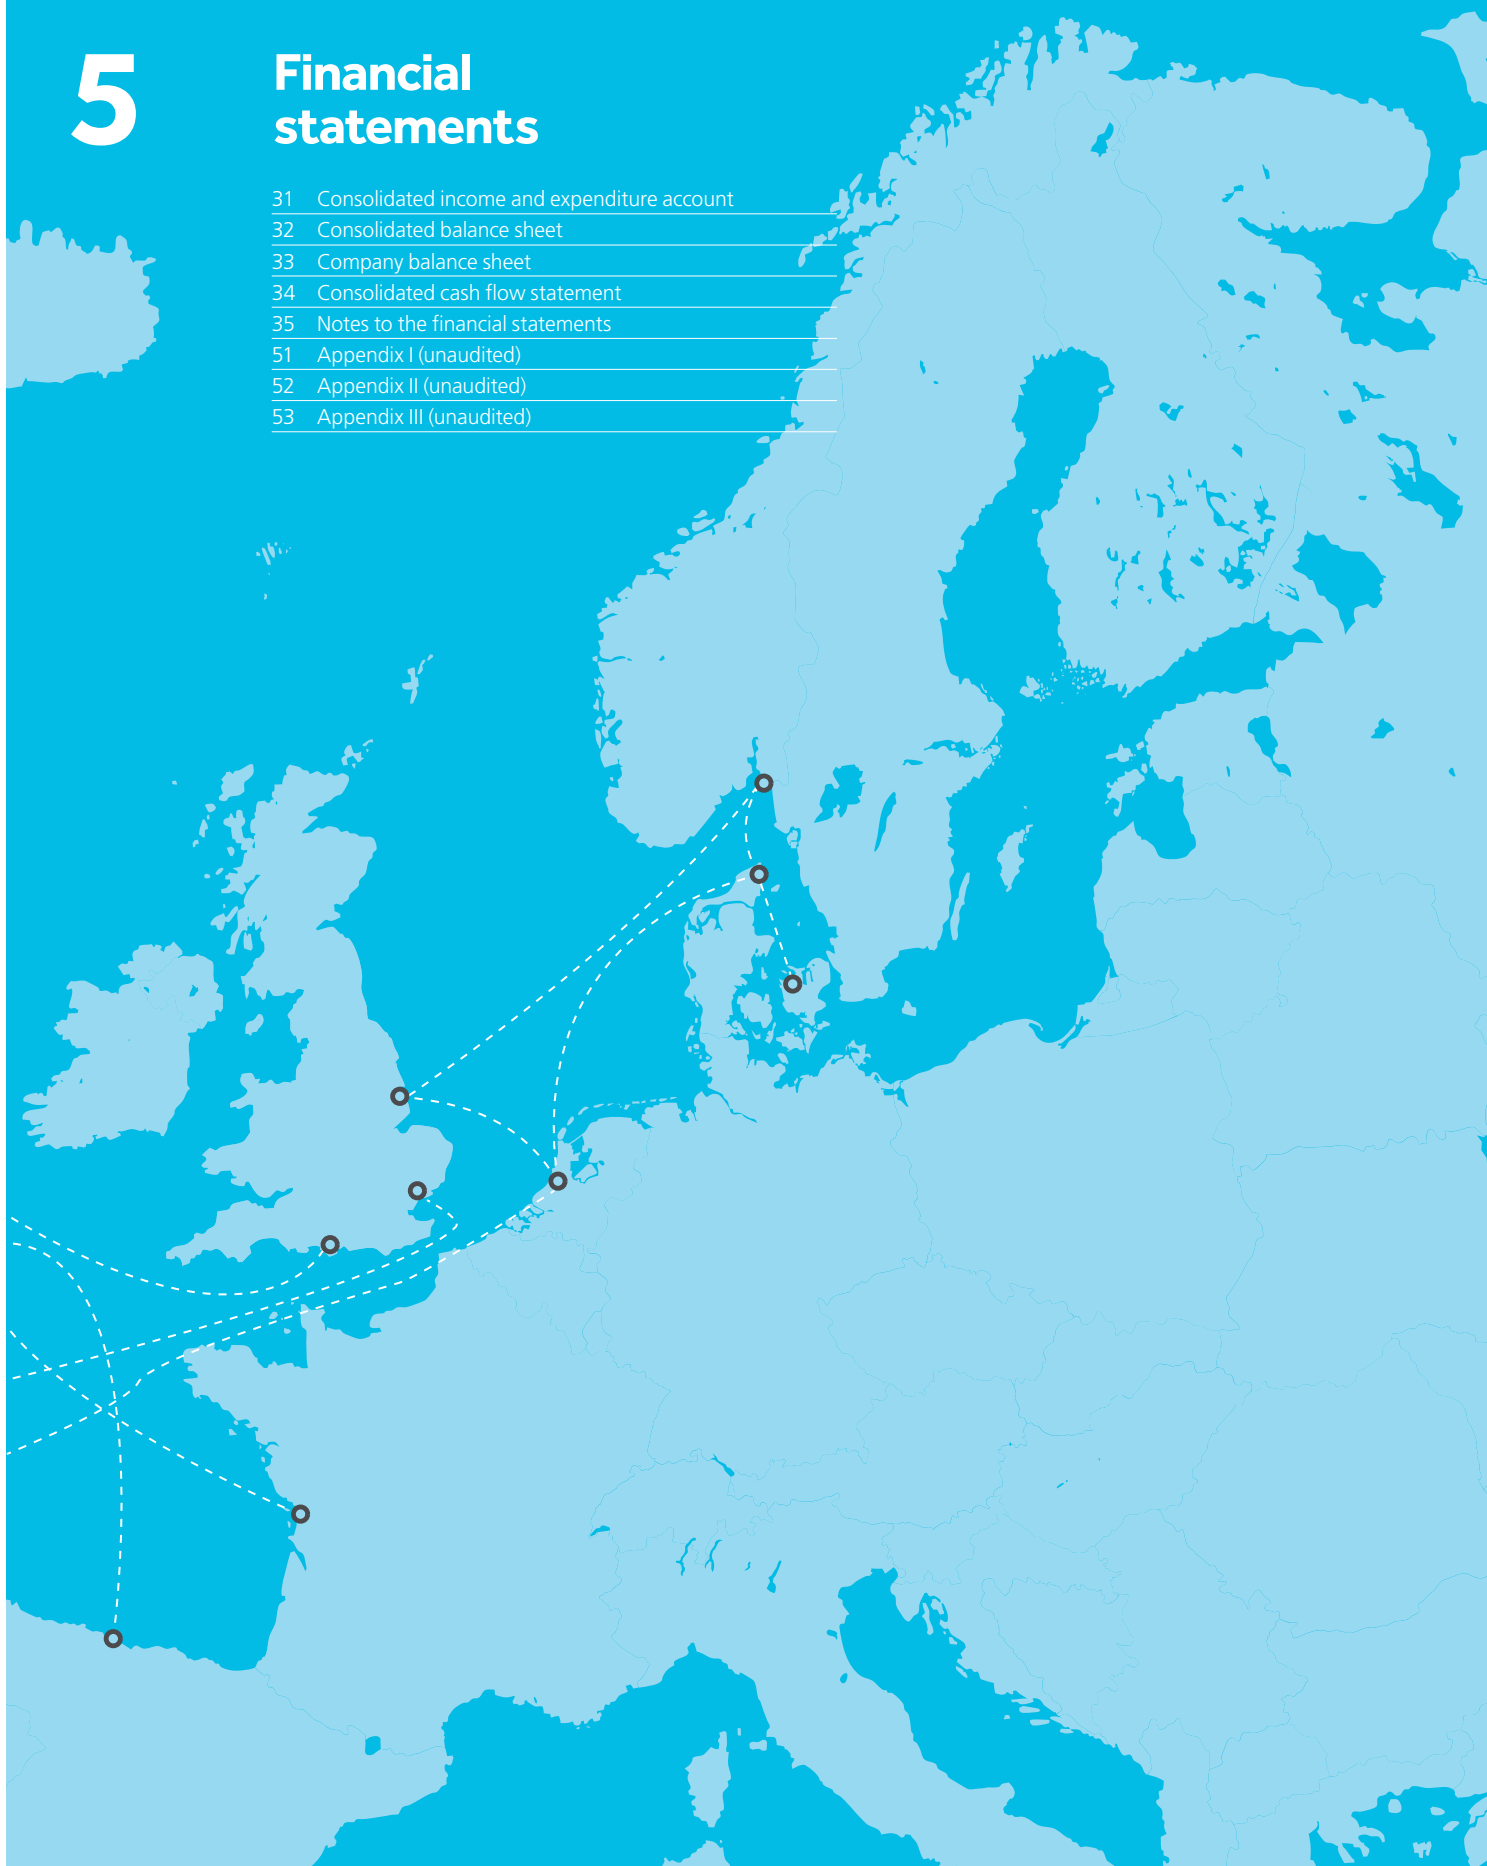 5
Financial
statements
31 Consolidated income and expenditure account
32 Consolidated balance sheet
33 Company balance sheet
34 Consolidated cash flow statement
35 Notes to the financial statements
51 Appendix I (unaudited)
52 Appendix II (unaudited)
53 Appendix III (unaudited)